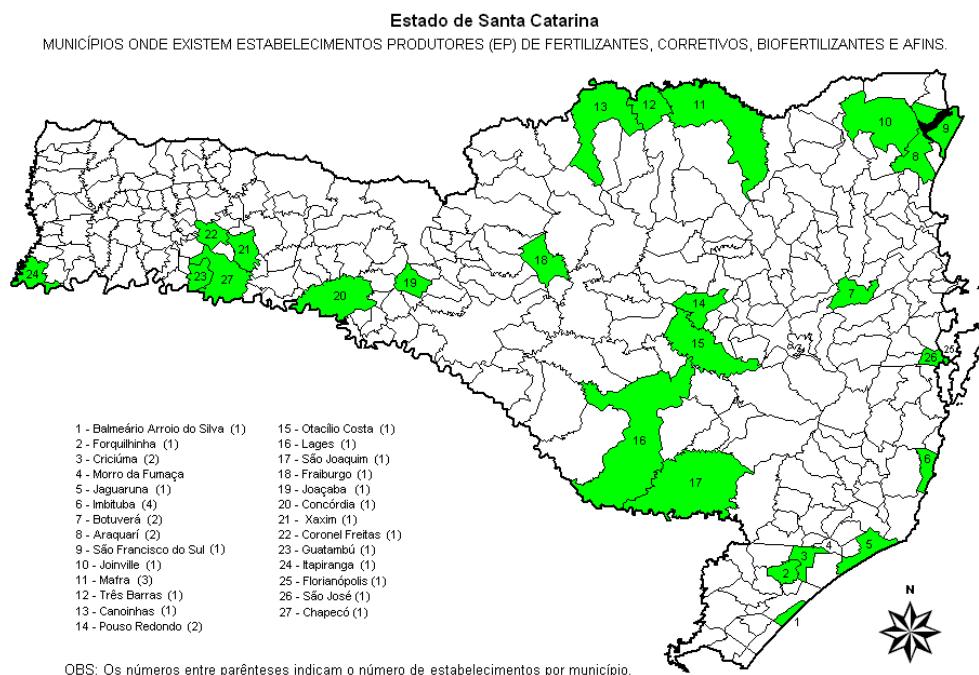 Estado de Santa Catarina
MUNICÍPIOS ONDE EXISTEM ESTABELECIMENTOS PRODUTORES (EP) DE FERTILIZANTES, CORRETIVOS, BIOFERTILIZANTES E AFINS.
13
12
11
10
9
8
22
21
23
27
24
20
19
18
14
15
7
25
26
16
17
6
5
4
3
2
1
N
1 - Balneário Arroio do Silva (1)
2 - Forquilhinha (1)
3 - Criciúma (2)
4 - Morro da Fumaça
5 - Jaguaruna (1)
6 - Imbituba (4)
7 - Botuverá (2)
8 - Araquarí (2)
9 - São Francisco do Sul (1)
10 - Joinville (1)
11 - Mafra (3)
12 - Três Barras (1)
13 - Canoinhas (1)
14 - Pouso Redondo (2)
15 - Otacílio Costa (1)
16 - Lages (1)
17 - São Joaquim (1)
18 - Fraiburgo (1)
19 - Joaçaba (1)
20 - Concórdia (1)
21 - Xaxim (1)
22 - Coronel Freitas (1)
23 - Guatambú (1)
24 - Itapiranga (1)
25 - Florianópolis (1)
26 - São José (1)
27 - Chapecó (1)
OBS: Os números entre parênteses indicam o número de estabelecimentos por município.